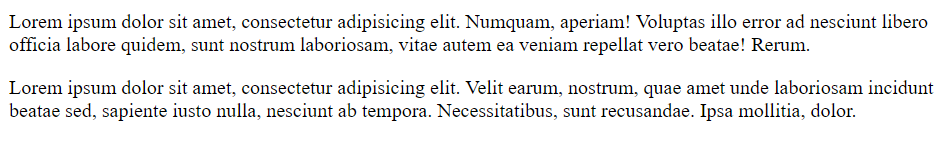 Lorem ipsum dolor sit amet, consectetur adipisicing elit. Numquam, aperiam! Voluptas illo error ad nesciunt libero
officia labore quidem, sunt nostrum laboriosam, vitae autem ea veniam repellat vero beatae! Rerum.
Lorem ipsum dolor sit amet, consectetur adipisicing elit. Velit earum, nostrum, quae amet unde laboriosam incidunt
beatae sed, sapiente iusto nulla, nesciunt ab tempora. Necessitatibus, sunt recusandae. Ipsa mollitia, dolor.